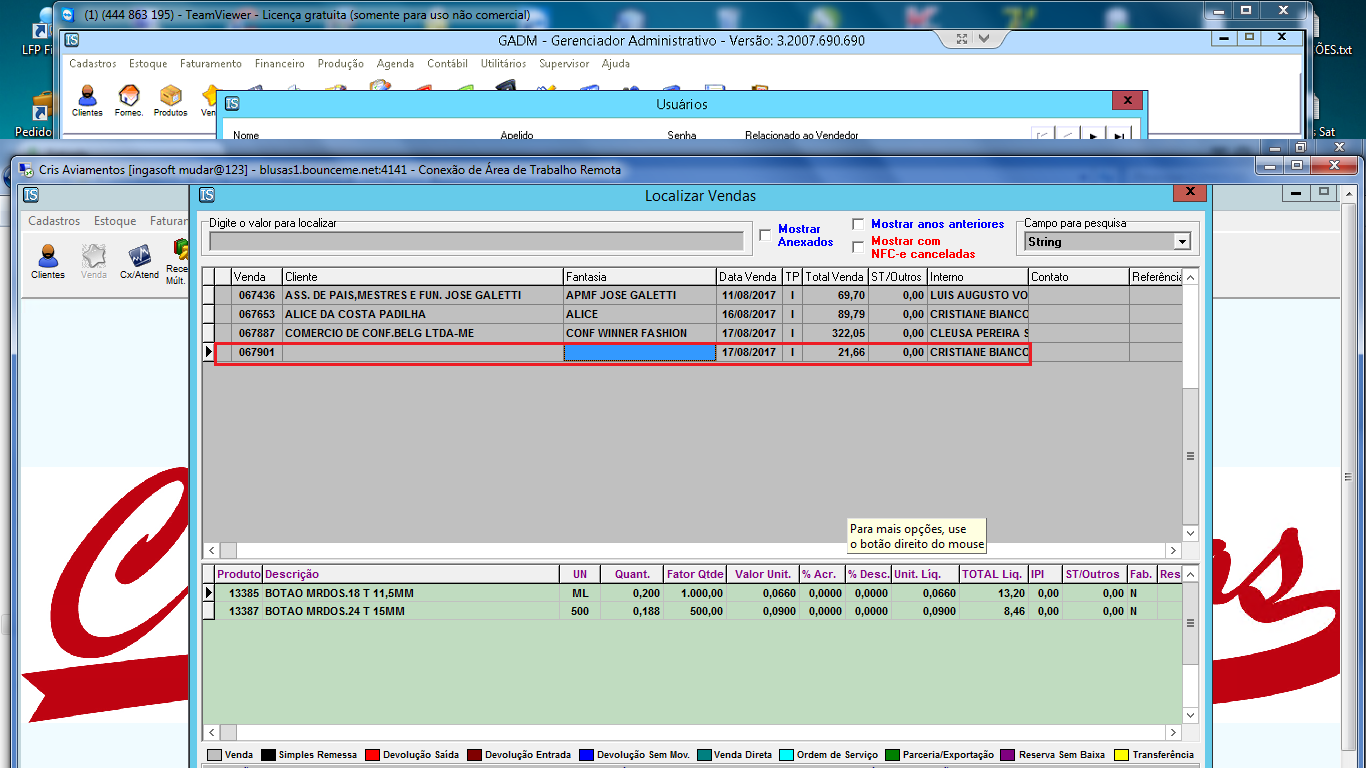 (1) (444 863 195) - TeamViewer - Licença gratuita (somente para uso não comercial)
LFP Fi
ÕES.txt
IS GADM - Gerenciador Administrativo - Versão: 3.2007.690.690
Cadastros Estoque Faturamento Financeiro Produção Agenda Contábil Utilitários Supervisor Ajuda
Clientes Fornec. Produtos Ven
IS Usuários
Pedido
Sat
Nome Apelido Senha Relacionado ao Vendedor
Cris Aviamentos [ingasoft mudar@123] - blusas1.bounceme.net:4141 - Conexão de Área de Trabalho Remota
IS
IS Localizar Vendas
Cadastros Estoque Faturar
Clientes Venda Cx/Atend Rece
Múlt.
Digite o valor para localizar
Mostrar
Anexados
Mostrar anos anteriores
Mostrar com
NFC-e canceladas
Campo para pesquisa
String
Venda Cliente Fantasia Data Venda TP Total Venda ST/Outros Interno Contato Referência
067436 ASS. DE PAIS,MESTRES E FUN. JOSE GALETTI APMF JOSE GALETTI 11/08/2017 I 69,70 0,00 LUIS AUGUSTO VO
067653 ALICE DA COSTA PADILHA ALICE 16/08/2017 I 89,79 0,00 CRISTIANE BIANCO
067887 COMERCIO DE CONF.BELG LTDA-ME CONF WINNER FASHION 17/08/2017 I 322,05 0,00 CLEUSA PEREIRA S
067901 17/08/2017 I 21,66 0,00 CRISTIANE BIANCO
Para mais opções, use
o botão direito do mouse
Produto Descrição UN Quant. Fator Qtde Valor Unit. % Acr. % Desc. Unit. Líq. TOTAL Liq. IPI ST/Outros Fab. Res
13385 BOTAO MRDOS.18 T 11,5MM ML 0,200 1.000,00 0,0660 0,0000 0,0000 0,0660 13,20 0,00 0,00 N
13387 BOTAO MRDOS.24 T 15MM 500 0,188 500,00 0,0900 0,0000 0,0000 0,0900 8,46 0,00 0,00 N
Venda Simples Remessa Devolução Saída Devolução Entrada Devolução Sem Mov. Venda Direta Ordem de Serviço Parceria/Exportação Reserva Sem Baixa Transferência